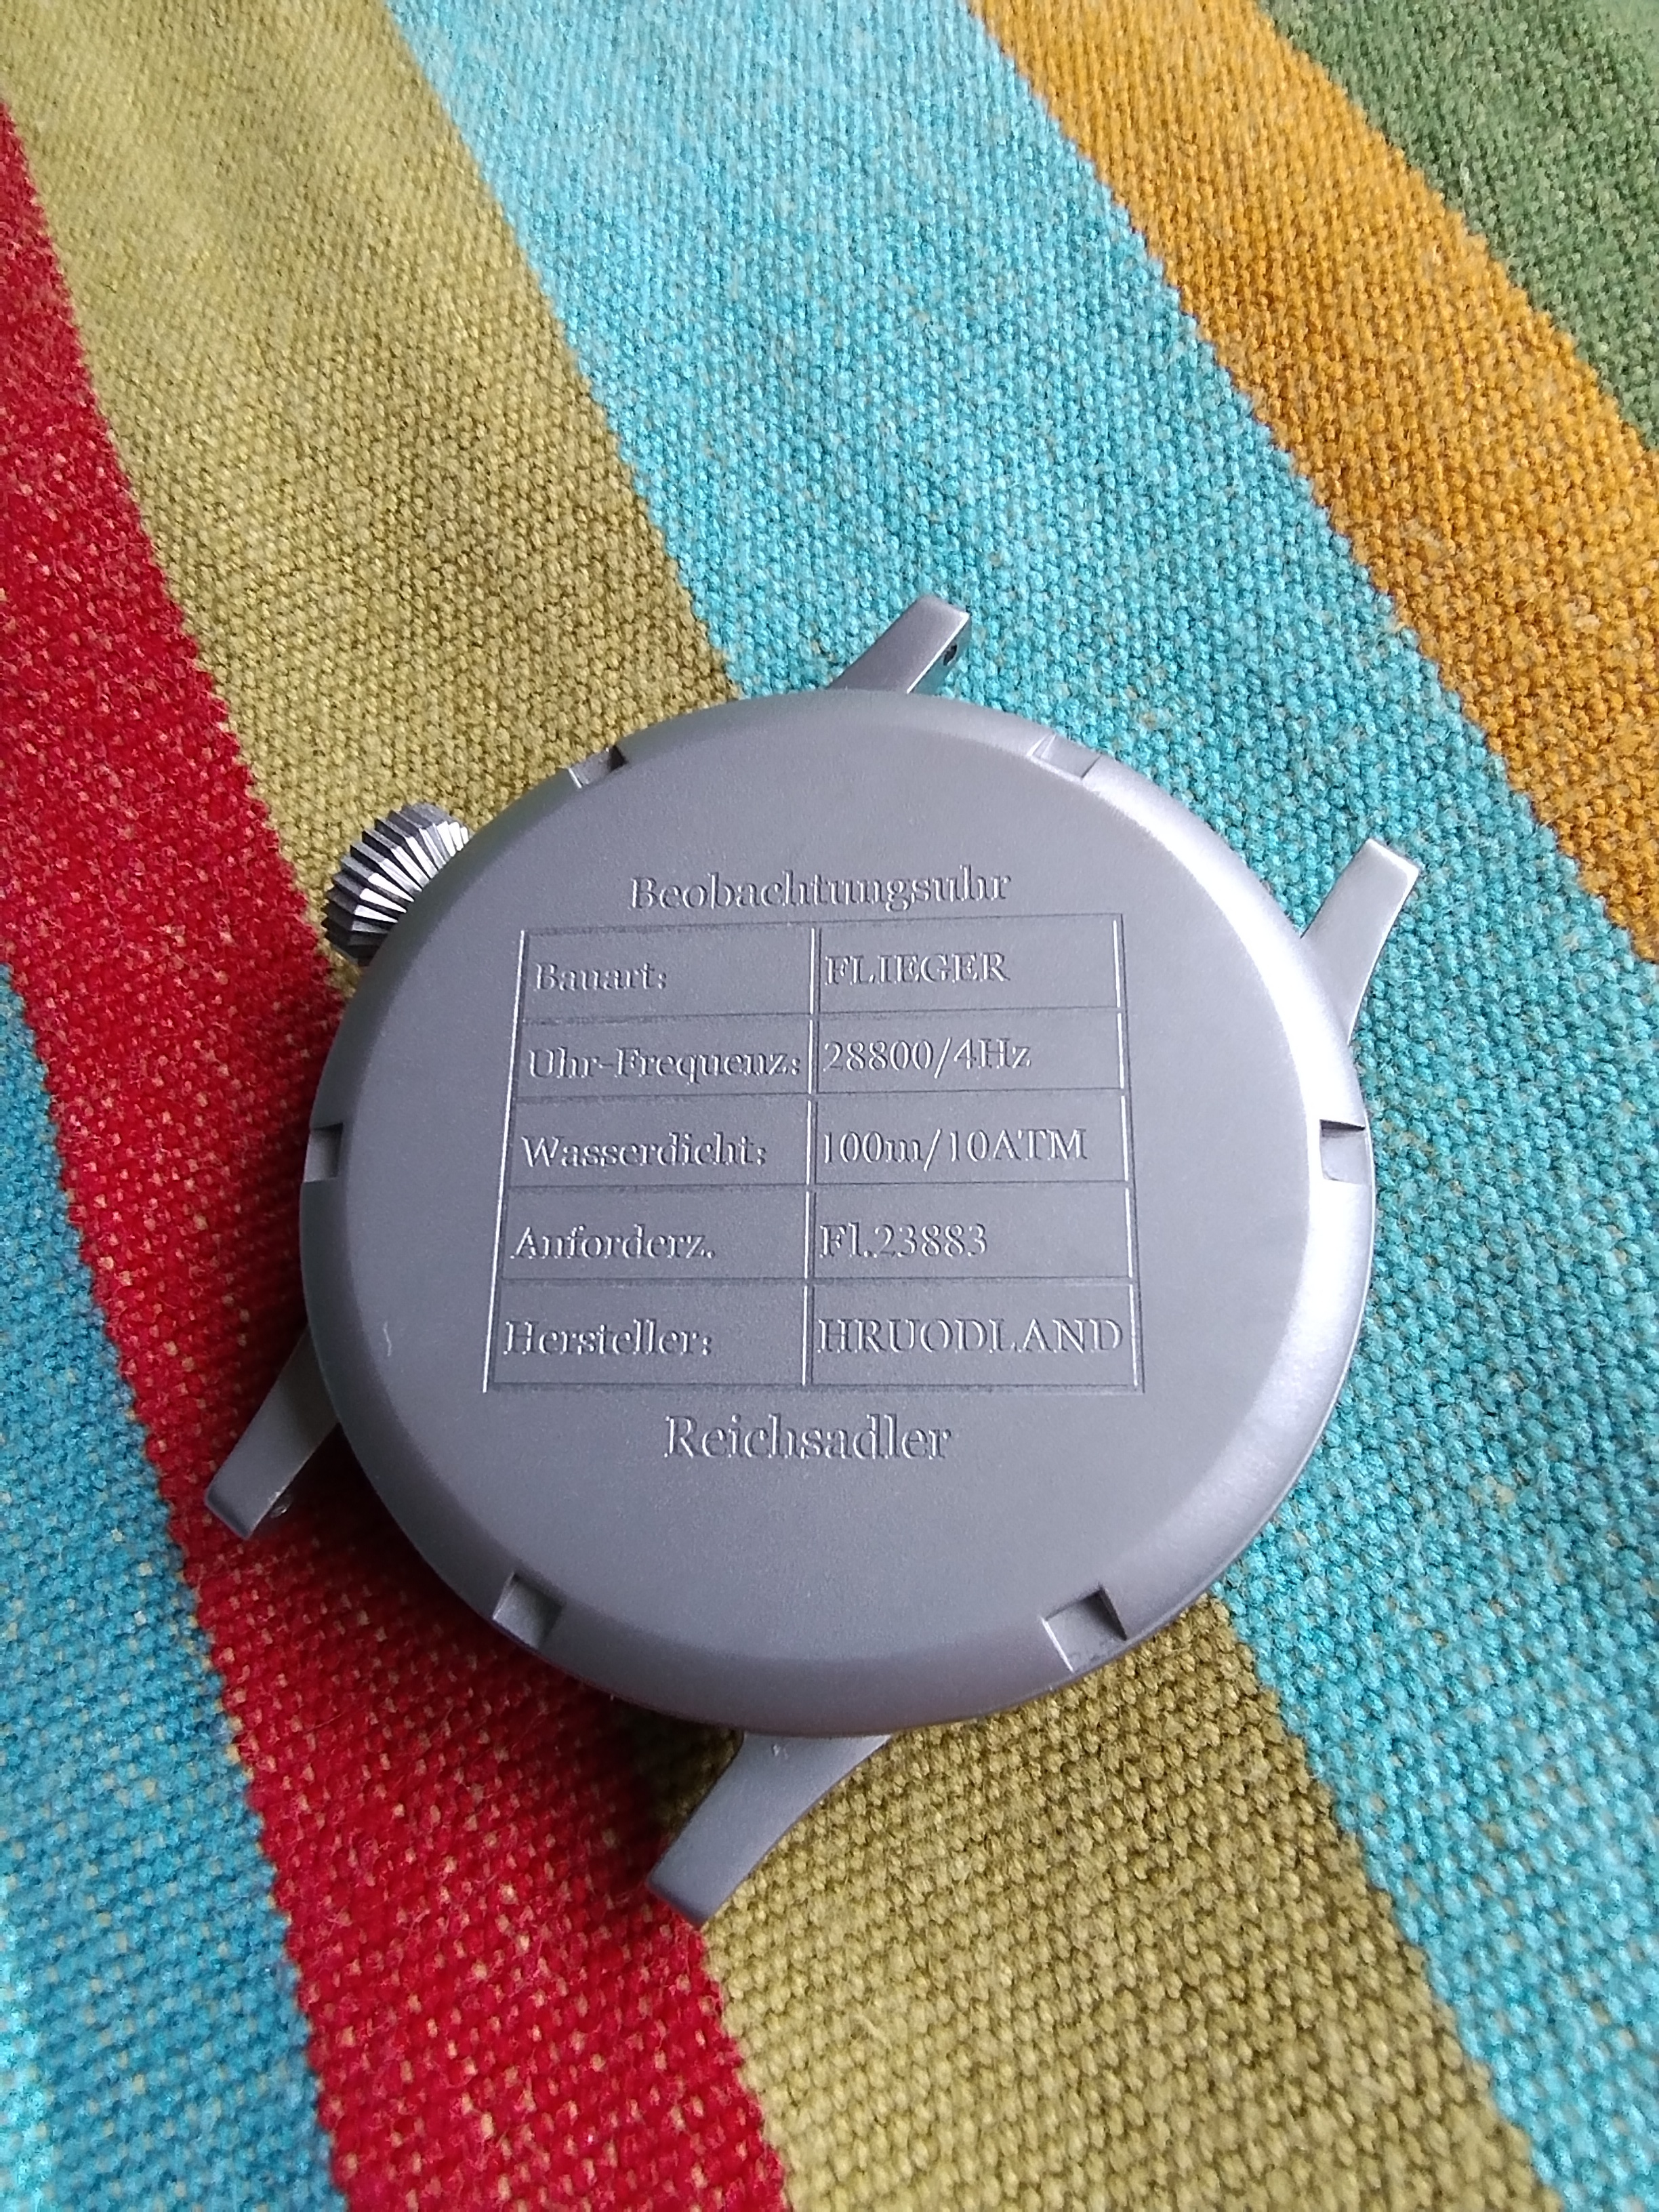 Beobachtungsuhr
Bauart: FLIEGER
Uhr-Frequenz: 28800/4Hz
Wasserdicht: 100m/10ATM
Anforderz. Fl.23883
Hersteller: HRUODLAND
Reichsadler